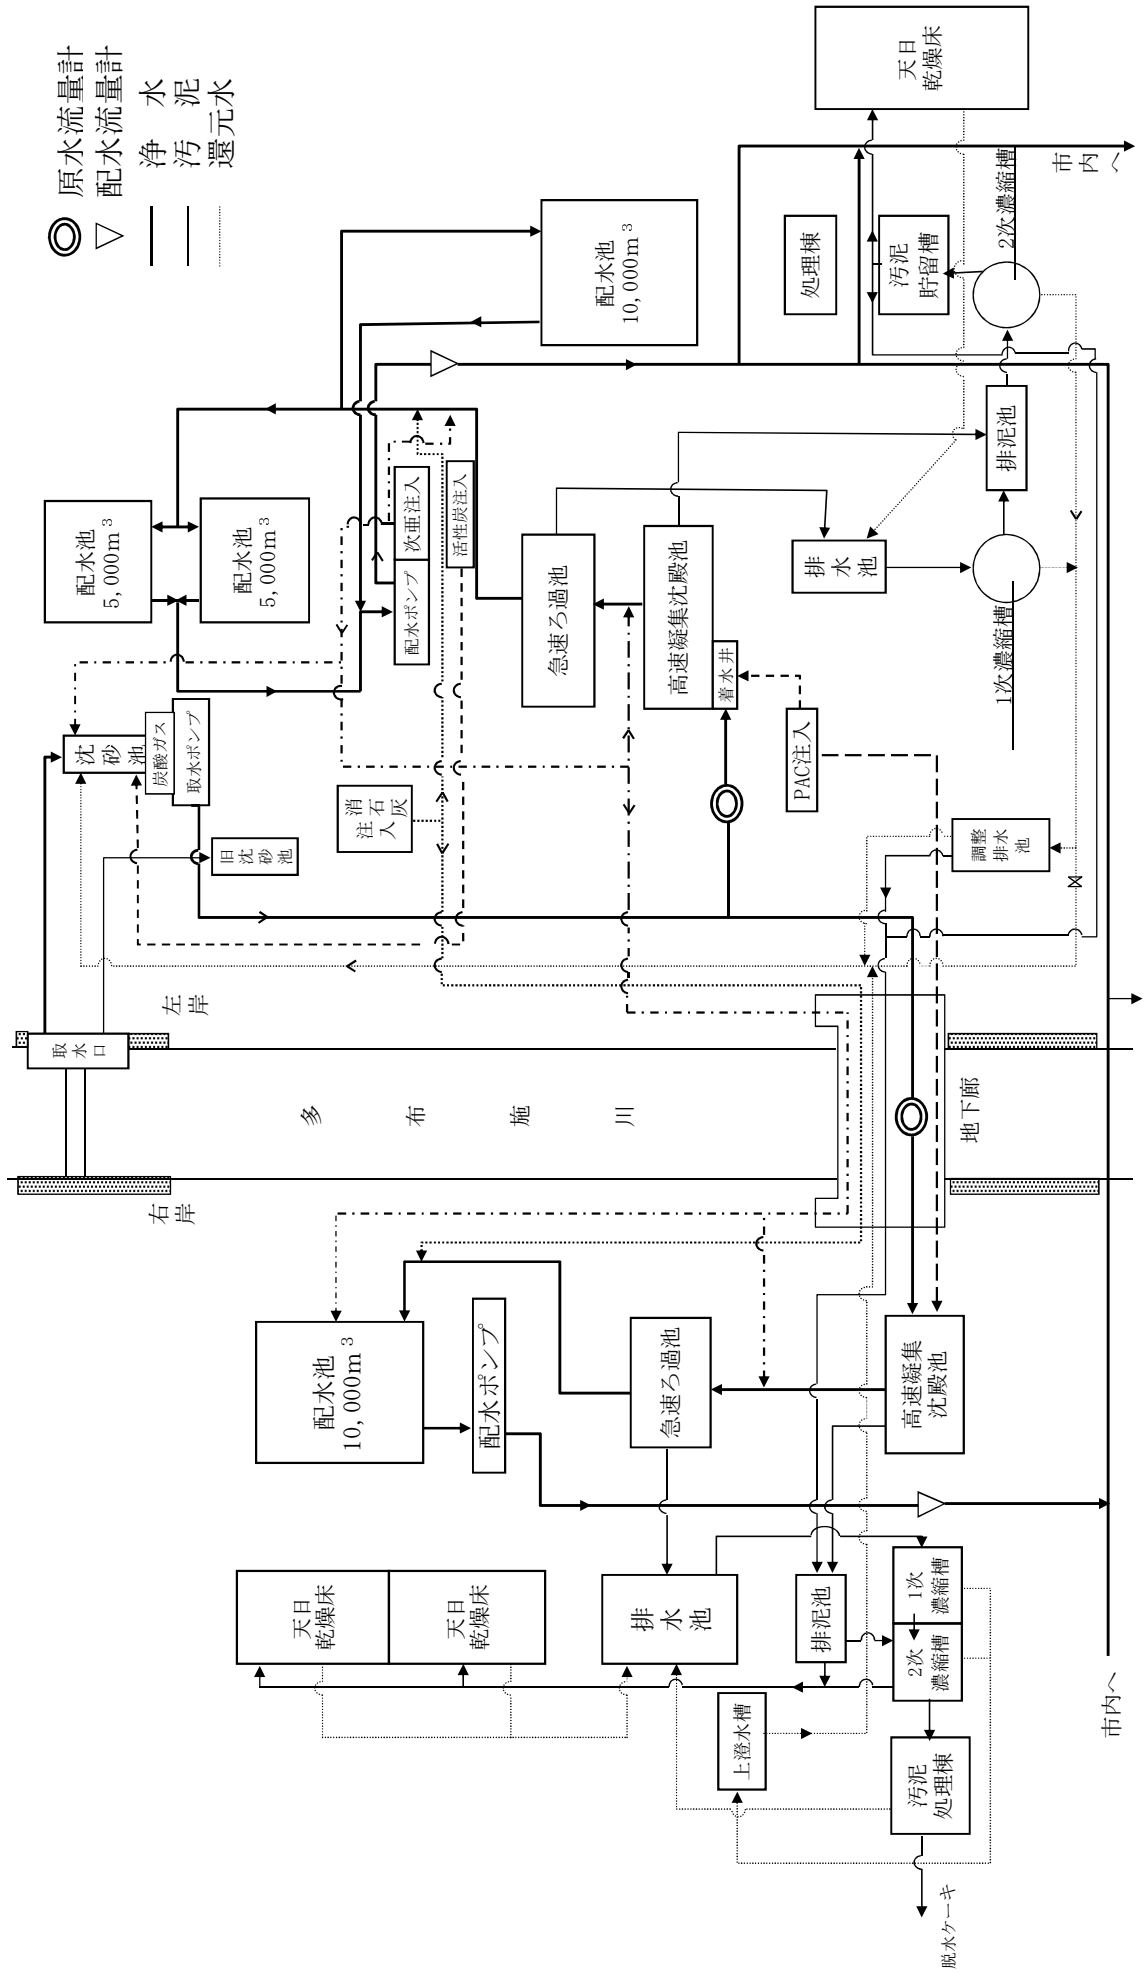 原水流量計
配水流量計
浄　水
汚　泥
還元水
天日
乾燥床
市内へ
配水池
10,000m³
処理棟
汚泥
貯留槽
2次濃縮槽
配水池
5,000m³
配水池
5,000m³
次亜注入
活性炭注入
配水ポンプ
急速ろ過池
高速凝集沈殿池
着水井
排水池
排泥池
1次濃縮槽
沈砂池
炭酸ガス
取水ポンプ
旧沈砂池
消石灰
注入
PAC注入
調整
排水
池
左岸
取水口
多布施川
地下廊
右岸
配水池
10,000m³
配水ポンプ
急速ろ過池
高速凝集
沈殿池
天日
乾燥床
天日
乾燥床
排水池
排泥池
1次
濃縮槽
2次
濃縮槽
上澄水槽
汚泥
処理棟
市内へ
脱水ケーキ